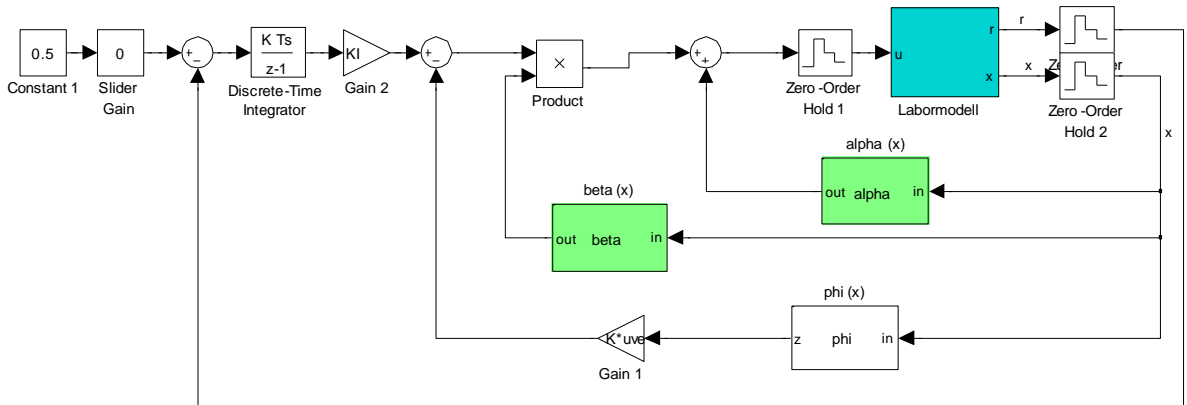 0.5
Constant 1
0
Slider
Gain
K Ts
z-1
Discrete-Time
Integrator
KI
Gain 2
×
Product
Zero -Order
Hold 1
u
r
x
Labormodell
r
x
Zero -Order
Hold 2
x
alpha (x)
out alpha in
beta (x)
out beta in
phi (x)
z phi in
K*uve
Gain 1